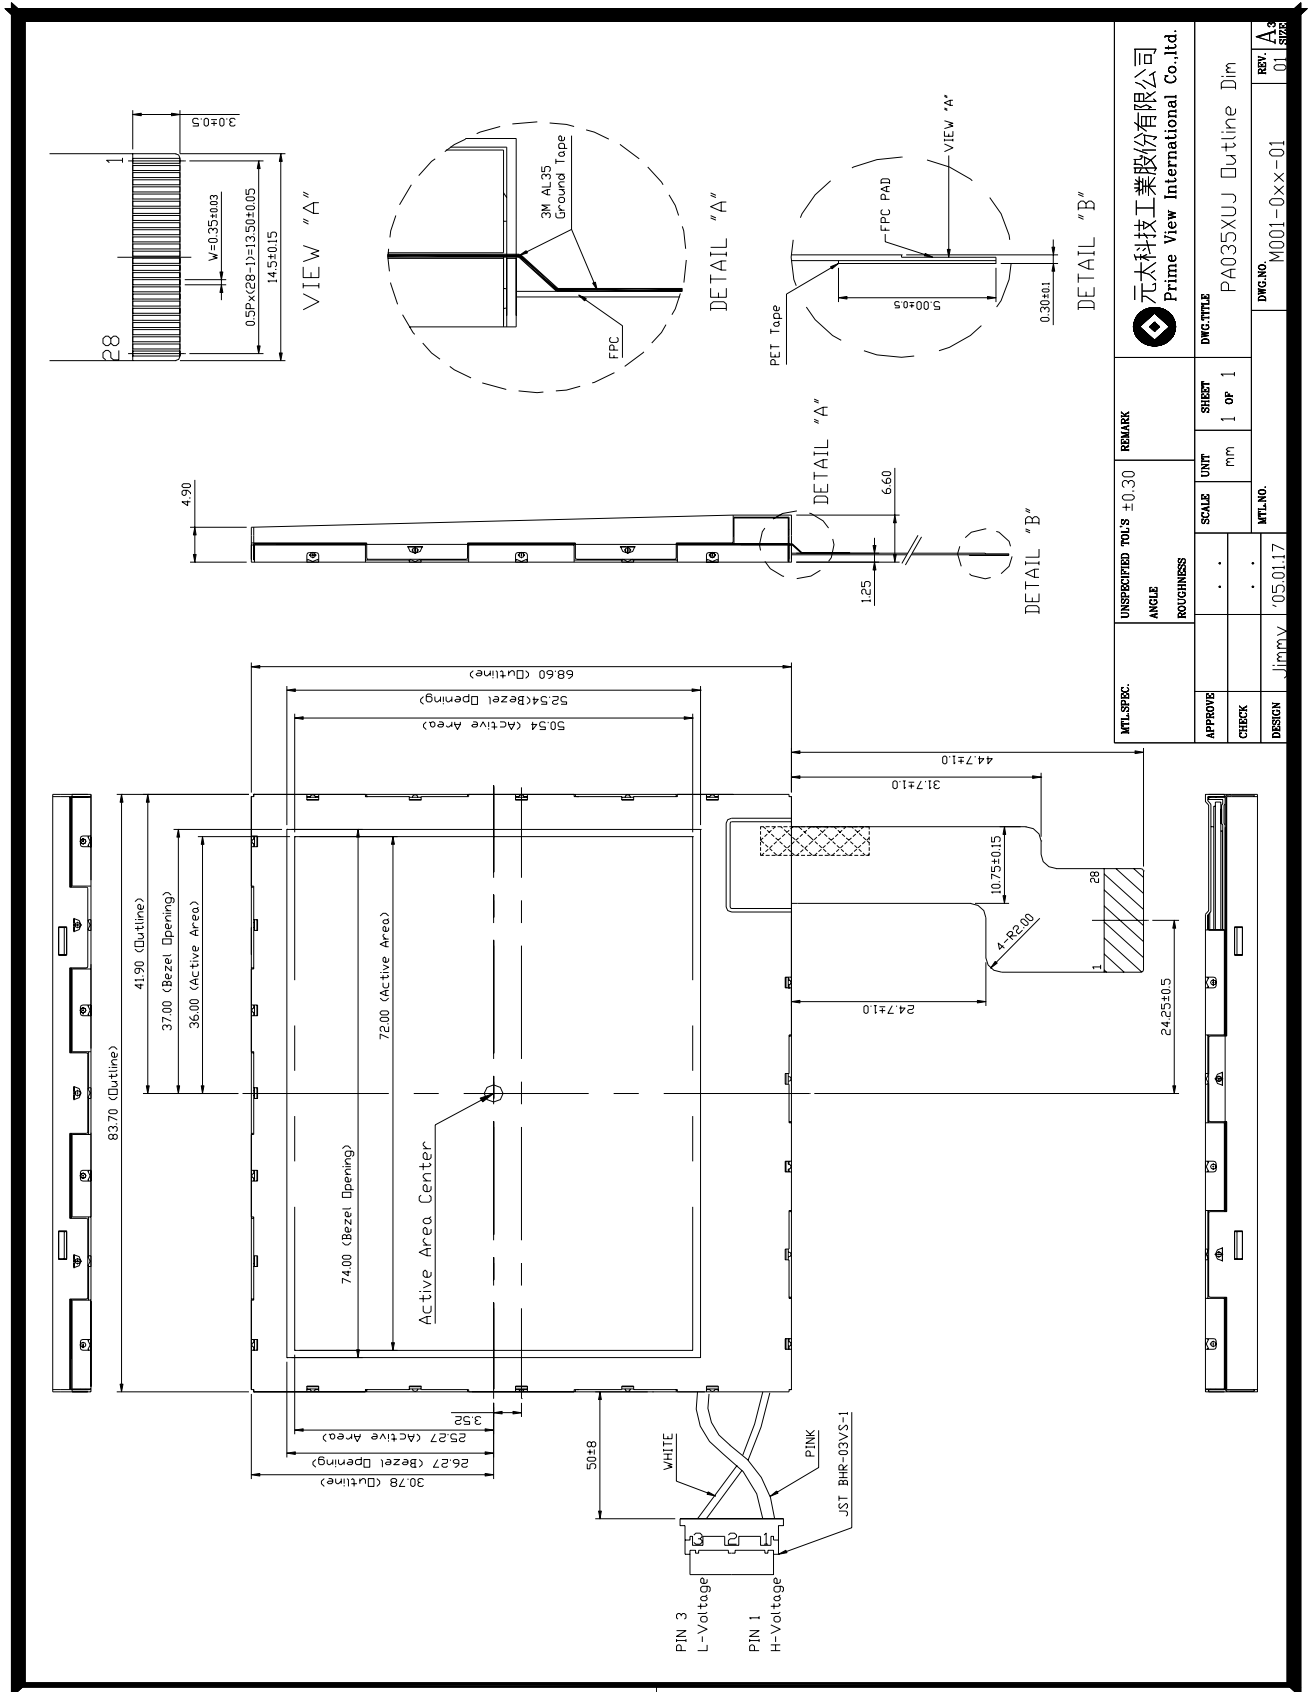 3.0±0.5
1
28
W=0.35±0.03
0.5Px(28-1)=13.50±0.05
14.5±0.15
VIEW "A"
3M AL35
Ground Tape
FPC
DETAIL "A"
VIEW "A"
FPC PAD
PET Tape
5.00±0.5
0.30±0.1
DETAIL "B"
4.90
6.60
1.25
DETAIL "A"
DETAIL "B"
68.60 (Outline)
52.54(Bezel Opening)
50.54 (Active Area)
83.70 (Outline)
41.90 (Outline)
37.00 (Bezel Opening)
36.00 (Active Area)
72.00 (Active Area)
74.00 (Bezel Opening)
Active Area Center
3.52
25.27 (Active Area)
26.27 (Bezel Opening)
30.78 (Outline)
44.7±1.0
31.7±1.0
10.75±0.15
28
1
4-R2.00
24.7±1.0
24.25±0.5
50±8
WHITE
PINK
JST BHR-03VS-1
3 2 1
PIN 3
L-Voltage
PIN 1
H-Voltage
MTL.SPEC.
UNSPECIFIED TOL'S ±0.30
ANGLE
ROUGHNESS
REMARK
元太科技工業股份有限公司
Prime View International Co.,ltd.
APPROVE
CHECK
DESIGN
Jimmy
'05.01.17
SCALE
UNIT
mm
SHEET
1 OF 1
DWG.TITLE
PA035XUJ Outline Dim
MTL.NO.
DWG.NO.
M001-0xx-01
REV.
01
A3
SIZE